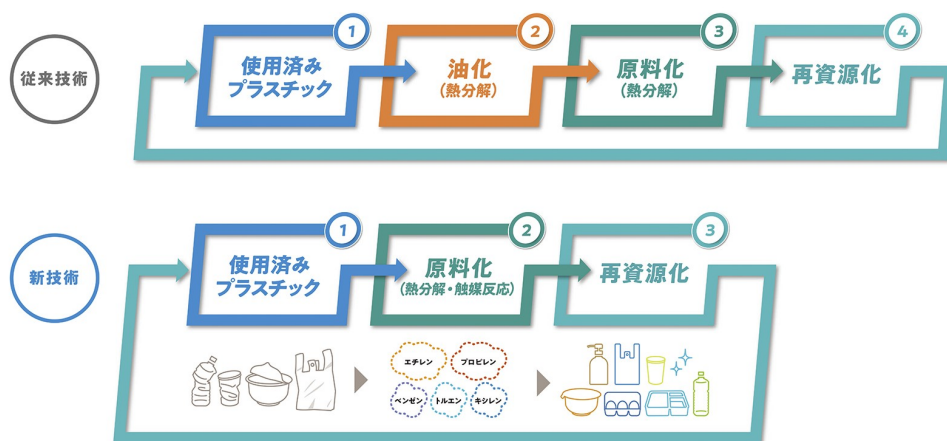 従来技術
1
使用済み
プラスチック
2
油化
(熱分解)
3
原料化
(熱分解)
4
再資源化
新技術
1
使用済み
プラスチック
2
原料化
(熱分解・触媒反応)
3
再資源化
エチレン
プロピレン
ベンゼン
トルエン
キシレン